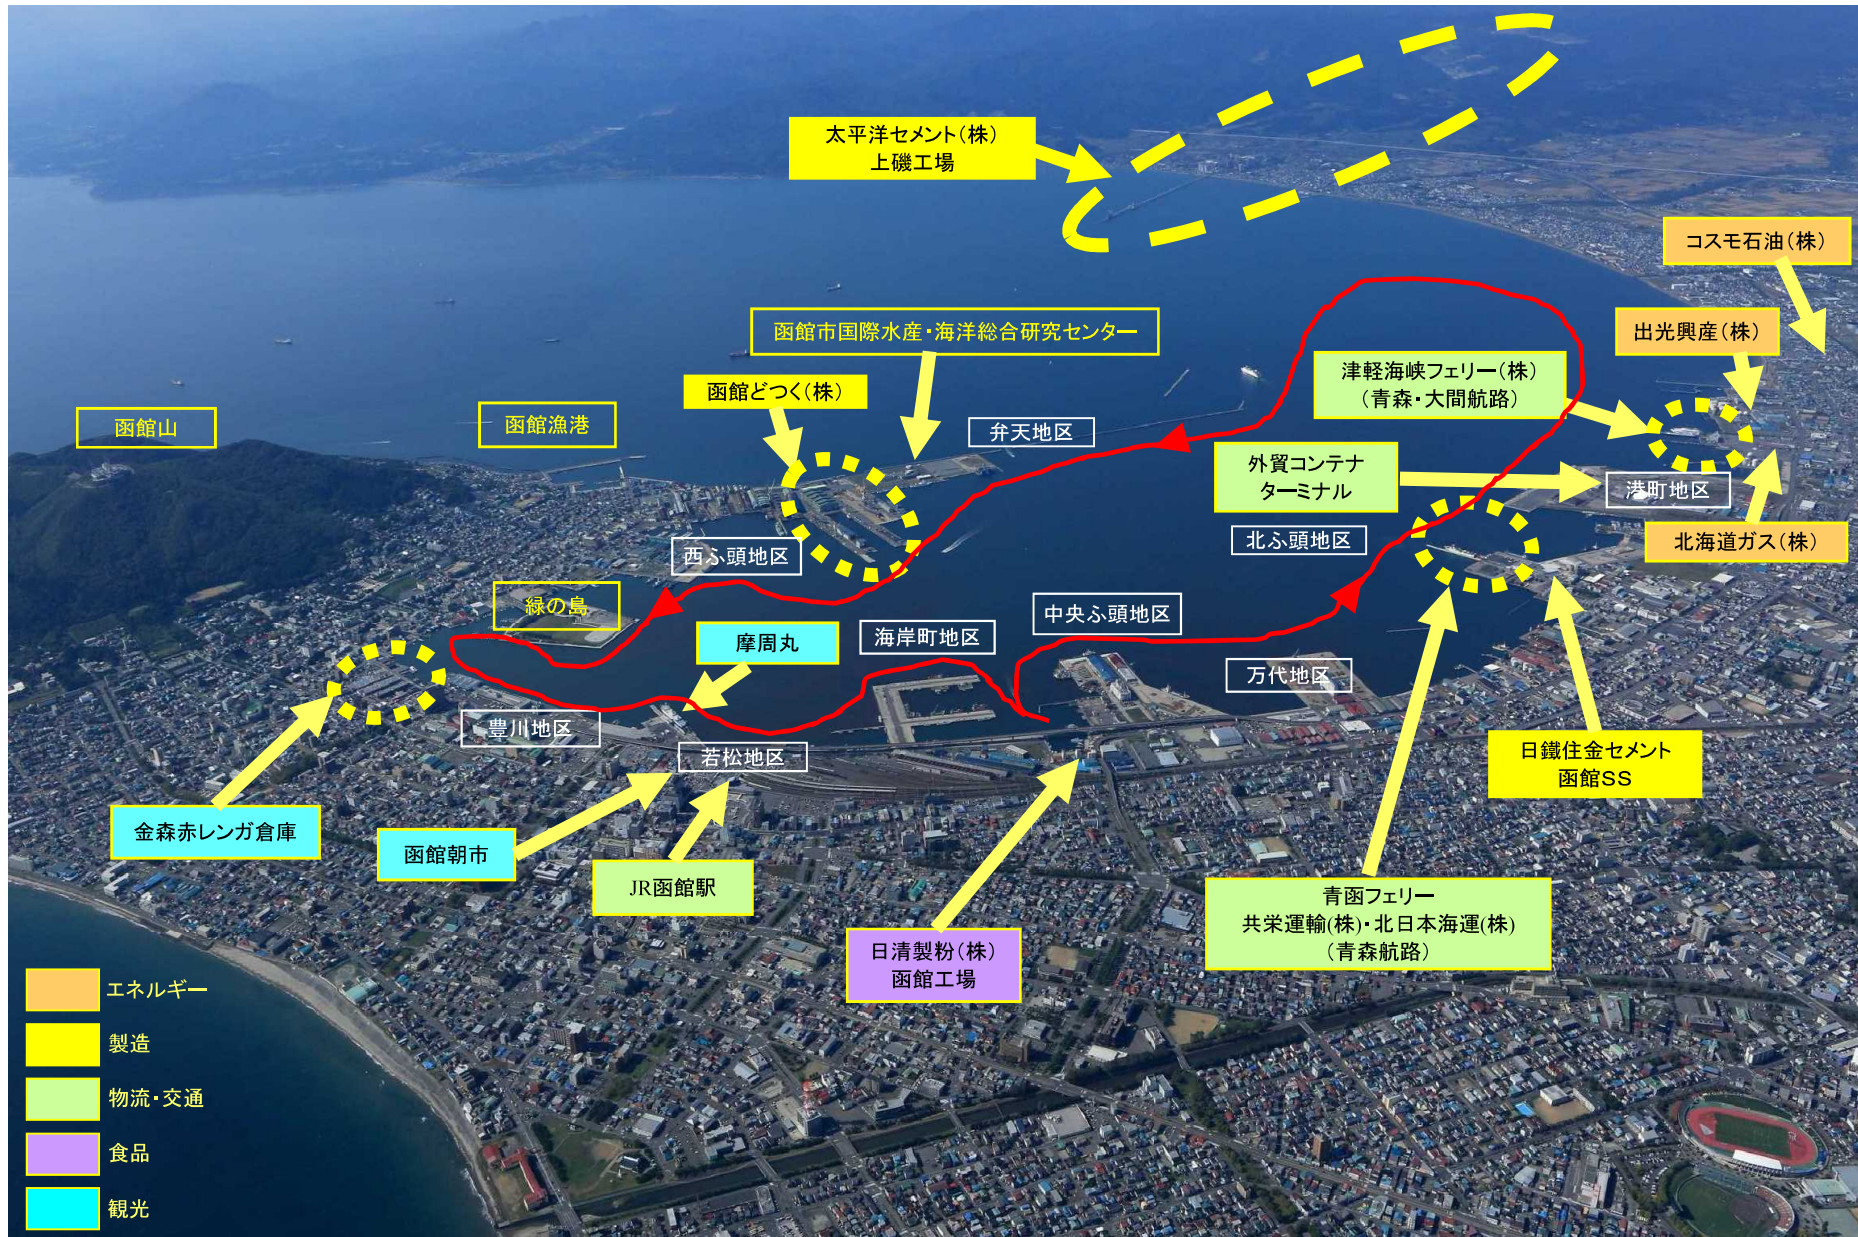 太平洋セメント(株)
上磯工場
コスモ石油(株)
函館市国際水産・海洋総合研究センター
出光興産(株)
津軽海峡フェリー(株)
(青森・大間航路)
函館どつく(株)
函館山
函館漁港
弁天地区
外貿コンテナ
ターミナル
港町地区
西ふ頭地区
北ふ頭地区
北海道ガス(株)
緑の島
中央ふ頭地区
摩周丸
海岸町地区
万代地区
豊川地区
若松地区
日鐵住金セメント
函館SS
金森赤レンガ倉庫
函館朝市
JR函館駅
青函フェリー
共栄運輸(株)・北日本海運(株)
(青森航路)
日清製粉(株)
函館工場
エネルギー
製造
物流・交通
食品
観光